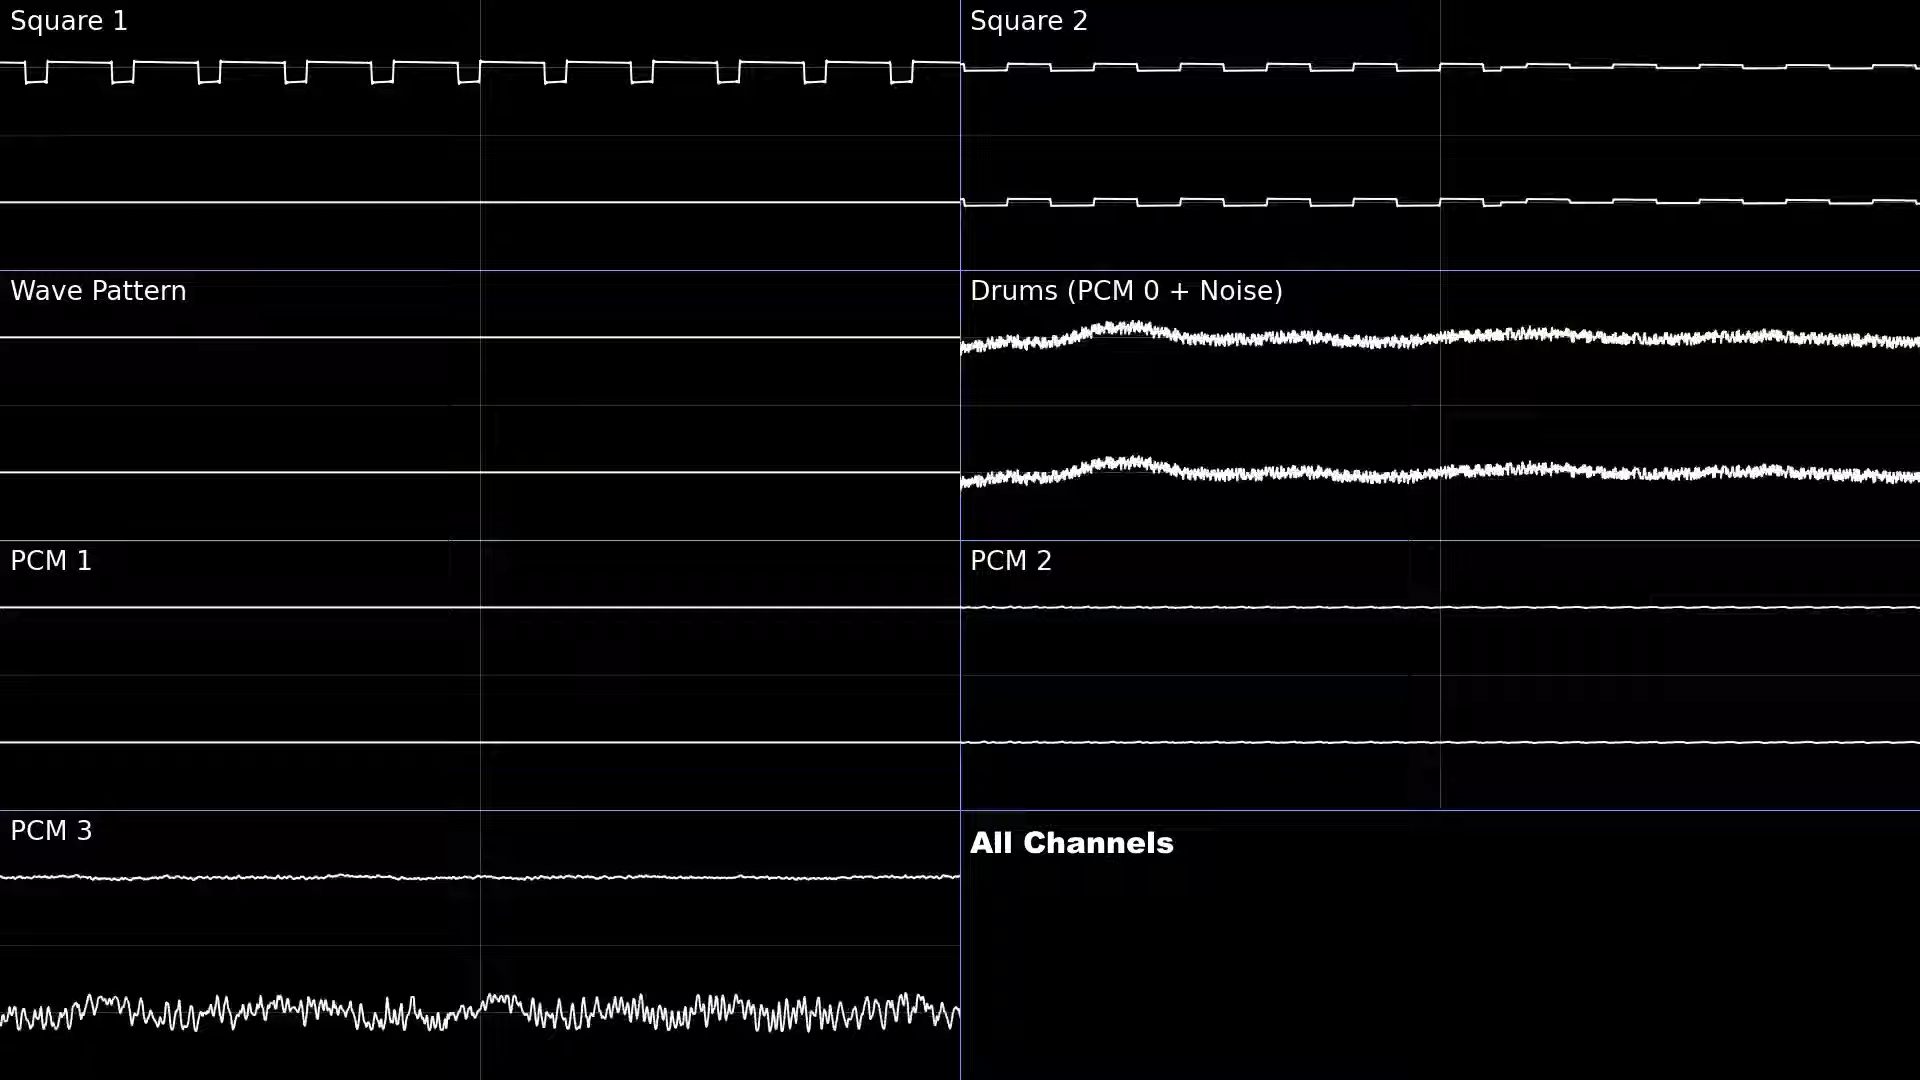 Square 1
Square 2
Wave Pattern
Drums (PCM 0 + Noise)
PCM 1
PCM 2
PCM 3
All Channels